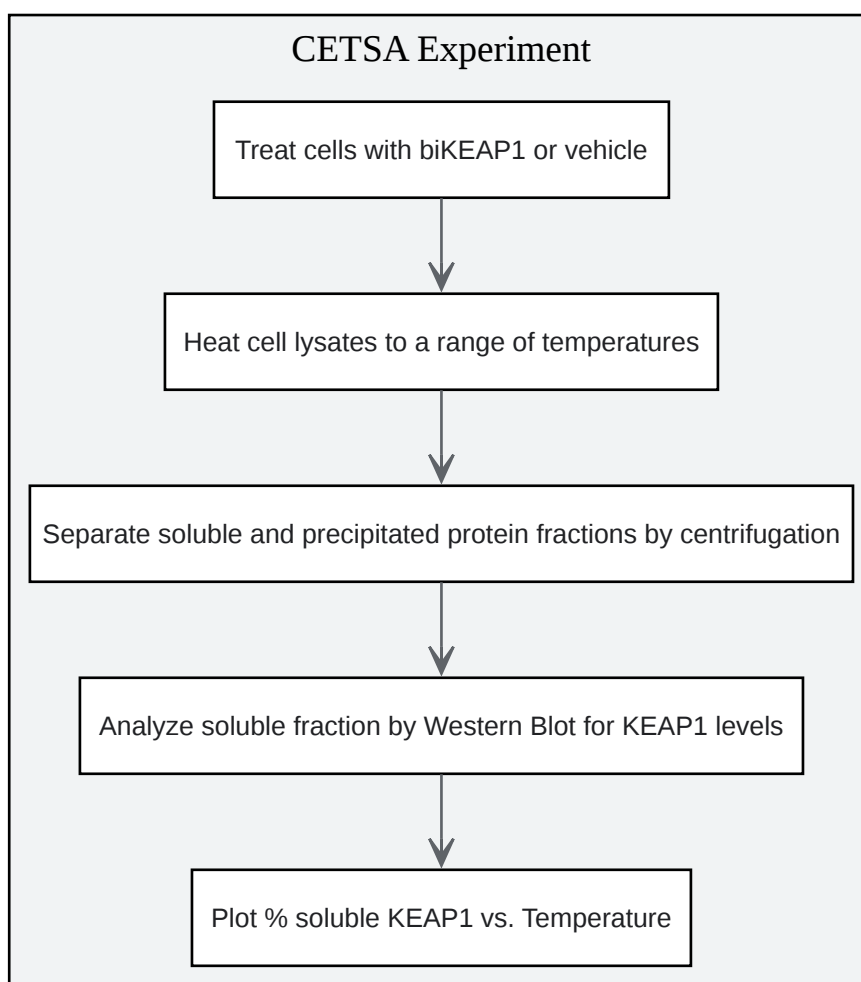 CETSA Experiment
Treat cells with biKEAP1 or vehicle
Heat cell lysates to a range of temperatures
Separate soluble and precipitated protein fractions by centrifugation
Analyze soluble fraction by Western Blot for KEAP1 levels
Plot % soluble KEAP1 vs. Temperature